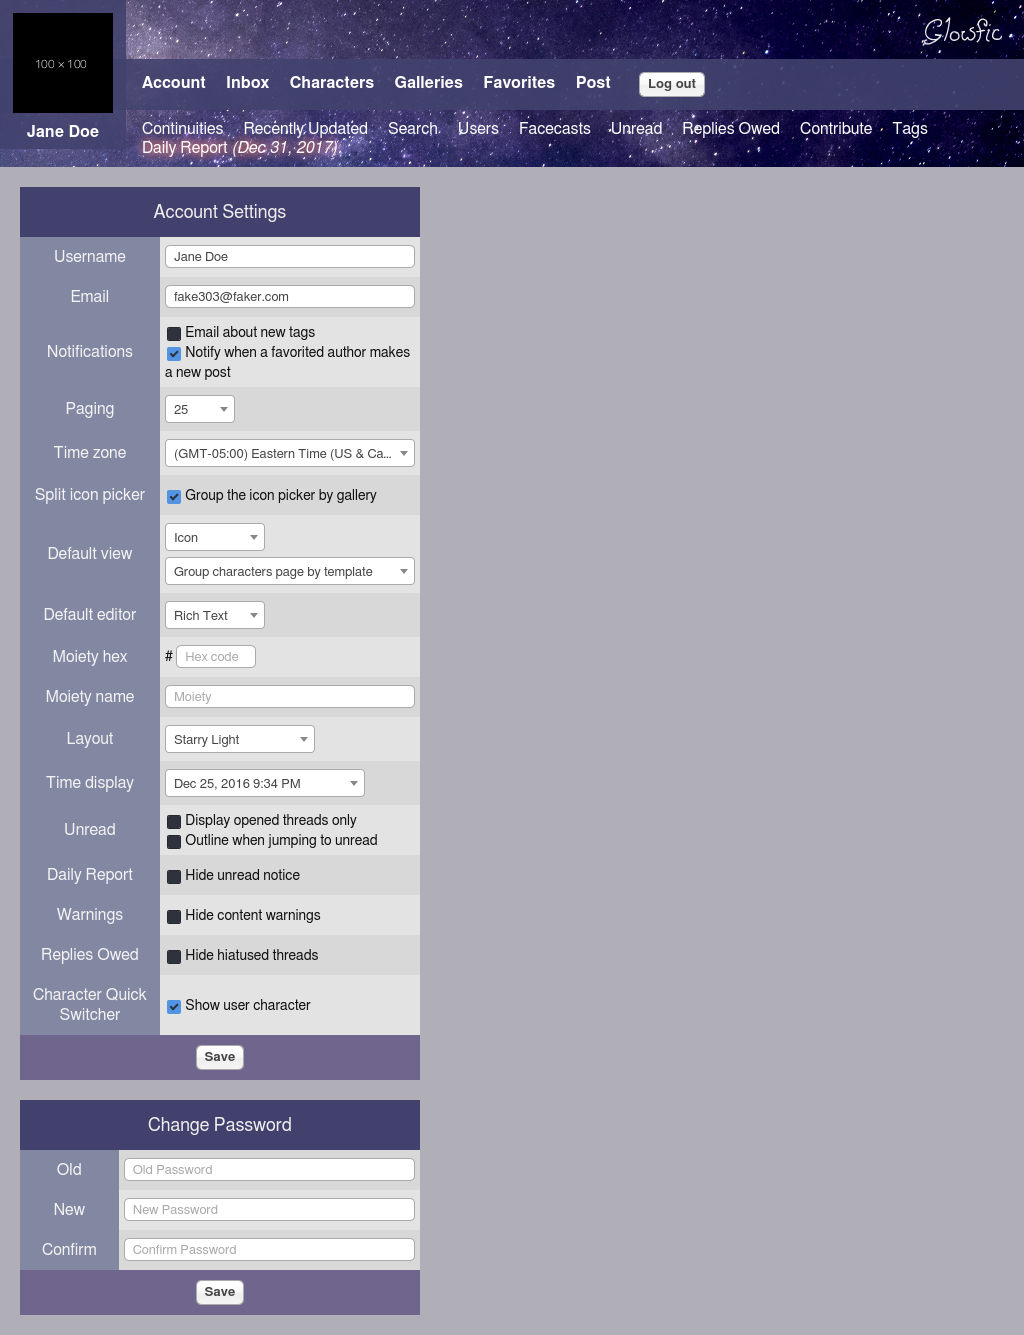 100 × 100
Glowfic
Account Inbox Characters Galleries Favorites Post Log out
Jane Doe
Continuities Recently Updated Search Users Facecasts Unread Replies Owed Contribute Tags
Daily Report (Dec 31, 2017)
Account Settings
Username Jane Doe
Email fake303@faker.com
Notifications
Email about new tags
Notify when a favorited author makes
a new post
Paging 25
Time zone (GMT-05:00) Eastern Time (US & Ca...
Split icon picker Group the icon picker by gallery
Default view
Icon
Group characters page by template
Default editor Rich Text
Moiety hex # Hex code
Moiety name Moiety
Layout Starry Light
Time display Dec 25, 2016 9:34 PM
Unread
Display opened threads only
Outline when jumping to unread
Daily Report Hide unread notice
Warnings Hide content warnings
Replies Owed Hide hiatused threads
Character Quick
Switcher
Show user character
Save
Change Password
Old Old Password
New New Password
Confirm Confirm Password
Save